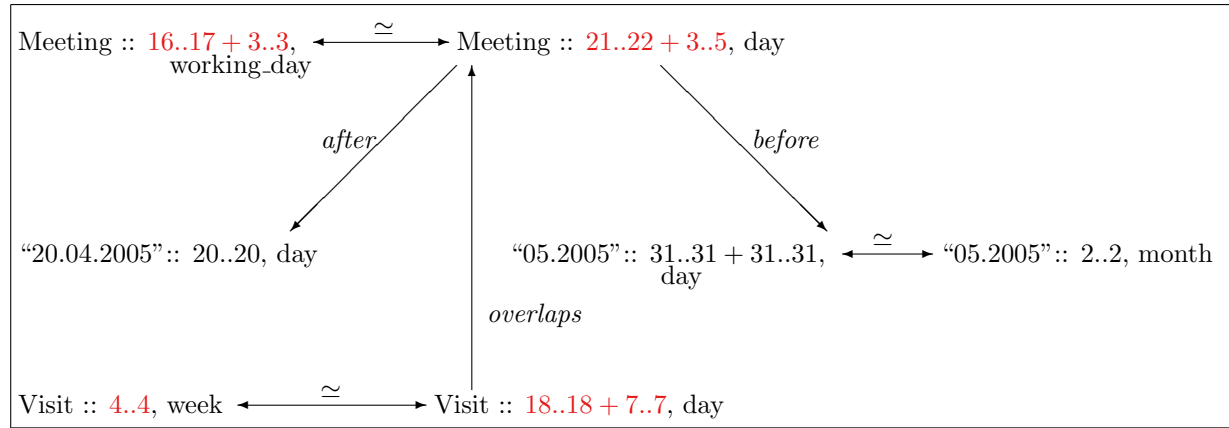 Meeting :: 16..17 + 3..3, ≃ Meeting :: 21..22 + 3..5, day
working_day
after before
“20.04.2005” :: 20..20, day “05.2005” :: 31..31 + 31..31, ≃ “05.2005” :: 2..2, month
day
overlaps
Visit :: 4..4, week ≃ Visit :: 18..18 + 7..7, day